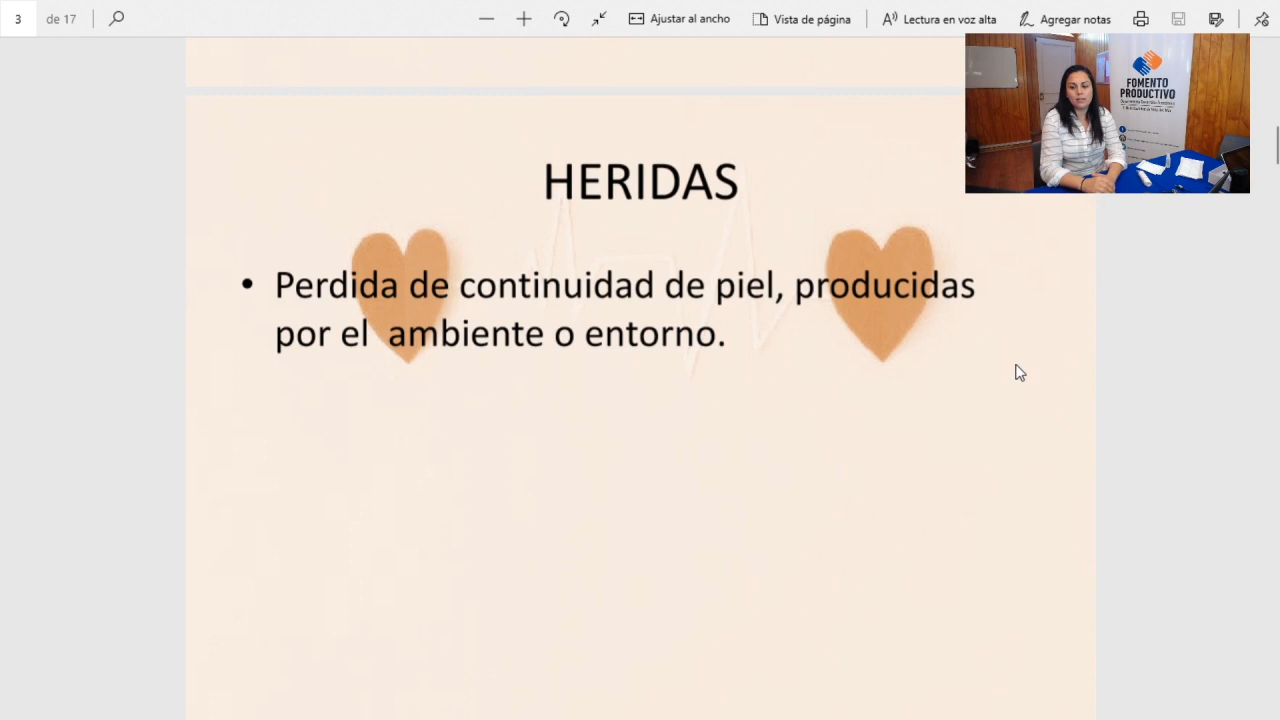 3 de 17
Ajustar al ancho
Vista de página
Lectura en voz alta
Agregar notas
FOMENTO
PRODUCTIVO
HERIDAS
• Perdida de continuidad de piel, producidas
por el ambiente o entorno.